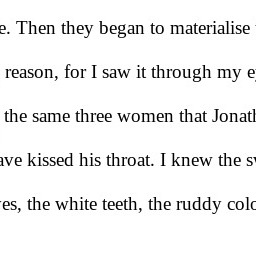 e. Then they began to materialise
reason, for I saw it through my e
the same three women that Jonath
ave kissed his throat. I knew the sw
es, the white teeth, the ruddy colo